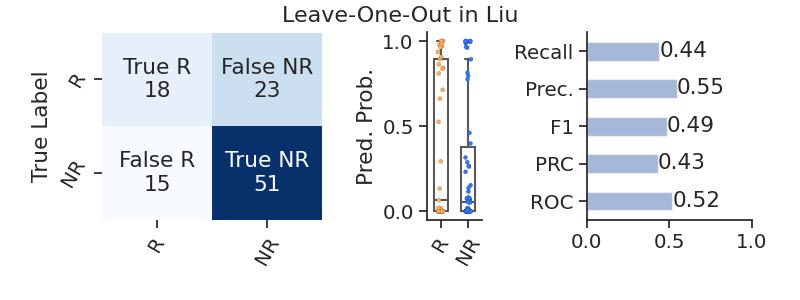 Leave-One-Out in Liu
True Label
R
NR
True R
18
False NR
23
False R
15
True NR
51
R
NR
Pred. Prob.
1.0
0.5
0.0
R
NR
Recall
0.44
Prec.
0.55
F1
0.49
PRC
0.43
ROC
0.52
0.0
0.5
1.0